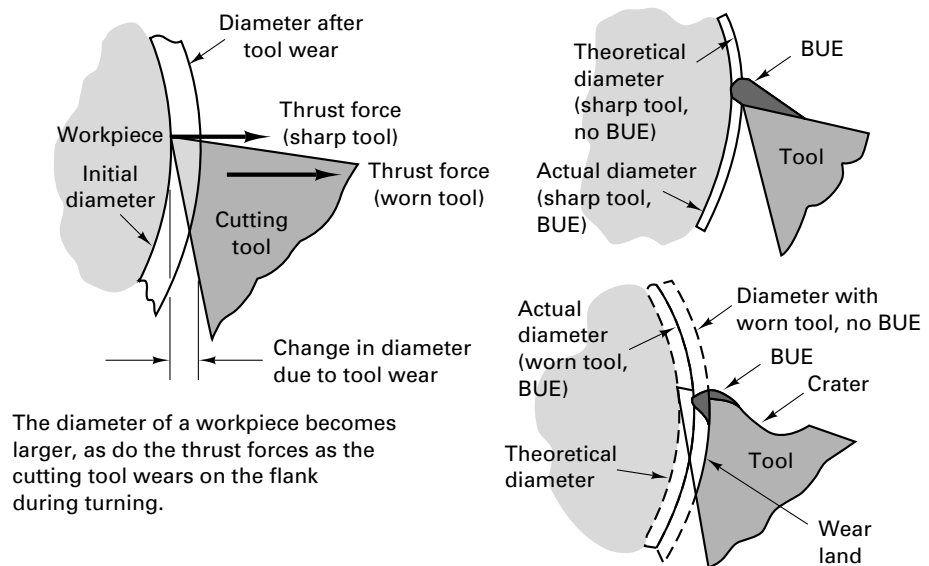 Diameter after
tool wear
Thrust force
(sharp tool)
Workpiece
Thrust force
(worn tool)
Initial
diameter
Cutting
tool
Change in diameter
due to tool wear
The diameter of a workpiece becomes
larger, as do the thrust forces as the
cutting tool wears on the flank
during turning.
Theoretical
diameter
(sharp tool,
no BUE)
BUE
Tool
Actual diameter
(sharp tool,
BUE)
Actual
diameter
(worn tool,
BUE)
Diameter with
worn tool, no BUE
BUE
Crater
Theoretical
diameter
Tool
Wear
land